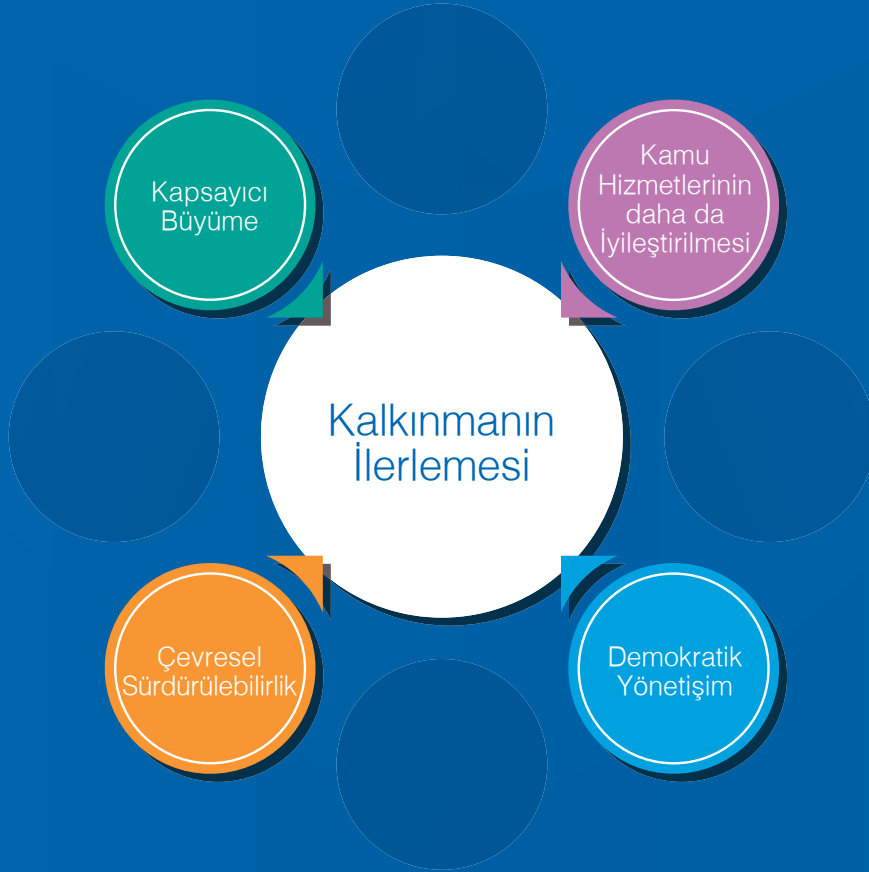 Kapsayıcı
Büyüme
Kamu
Hizmetlerinin
daha da
İyileştirilmesi
Kalkınmanın
İlerlemesi
Çevresel
Sürdürülebilirlik
Demokratik
Yönetişim